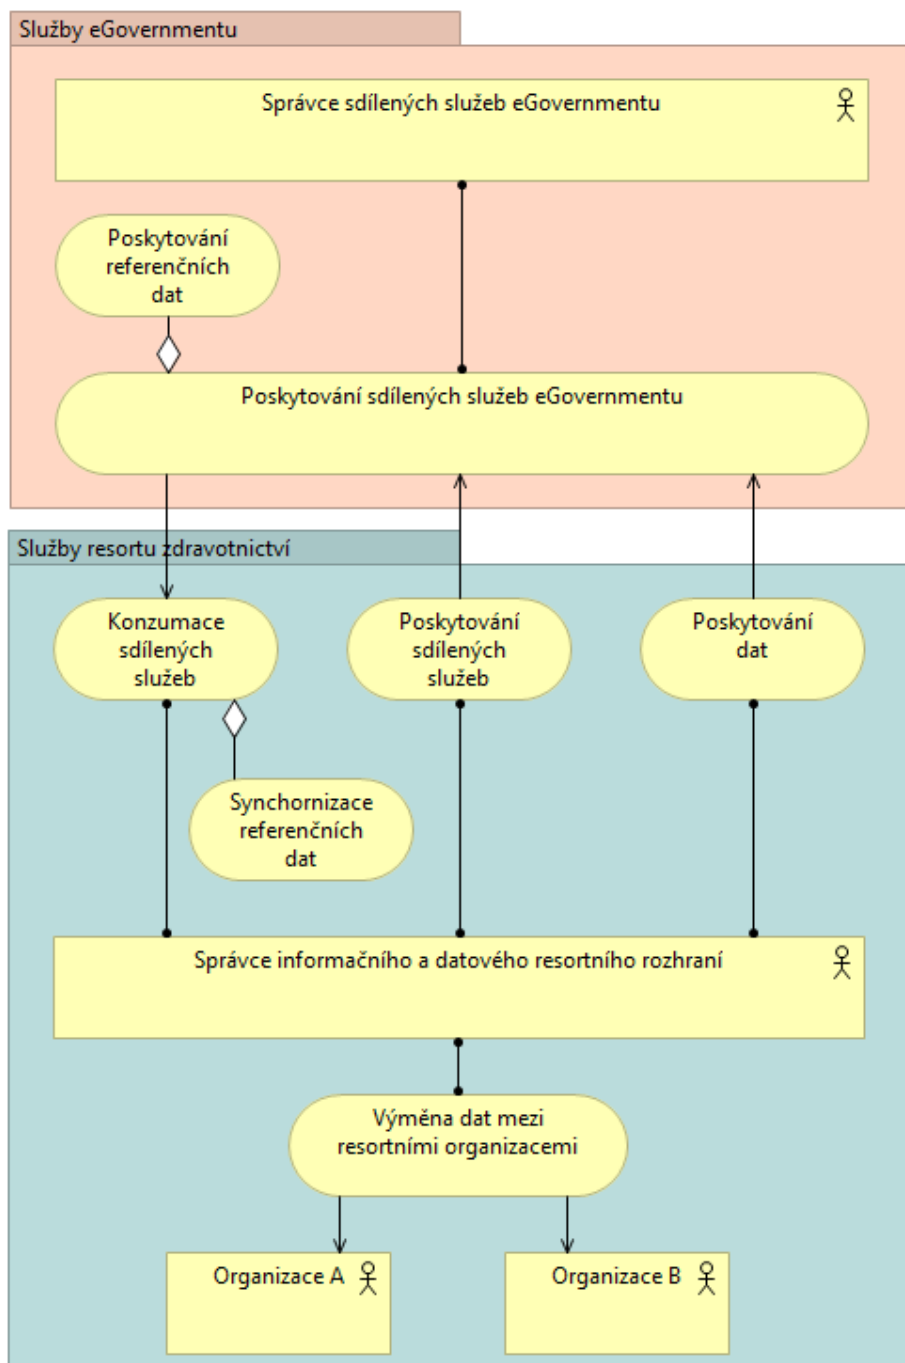 Služby eGovernmentu
Správce sdílených služeb eGovernmentu
Poskytování
referenčních
dat
Poskytování sdílených služeb eGovernmentu
Služby resortu zdravotnictví
Konzumace
sdílených
služeb
Poskytování
sdílených
služeb
Poskytování
dat
Synchornizace
referenčních
dat
Správce informačního a datového resortního rozhraní
Výměna dat mezi
resortními organizacemi
Organizace A
Organizace B